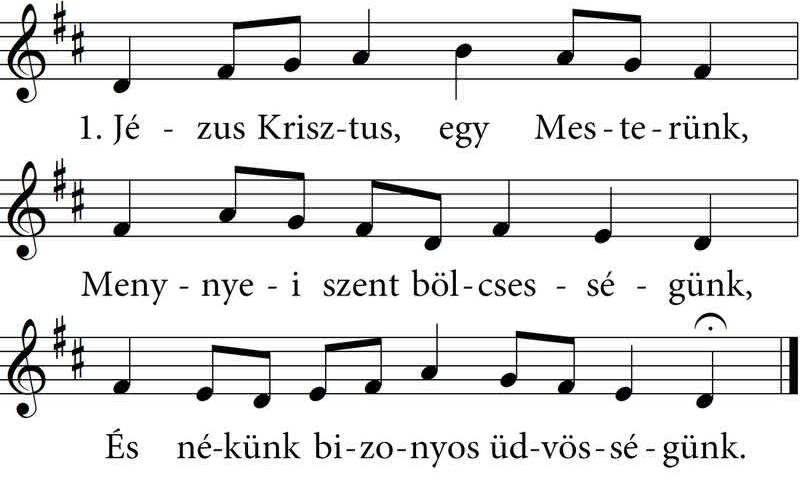 1. Jé - zus Krisz-tus, egy Mes - te - rünk,
Meny - nye - i szent böl - cses - sé - günk,
És né-künk bi-zo-nyos üd-vös-sé - günk.